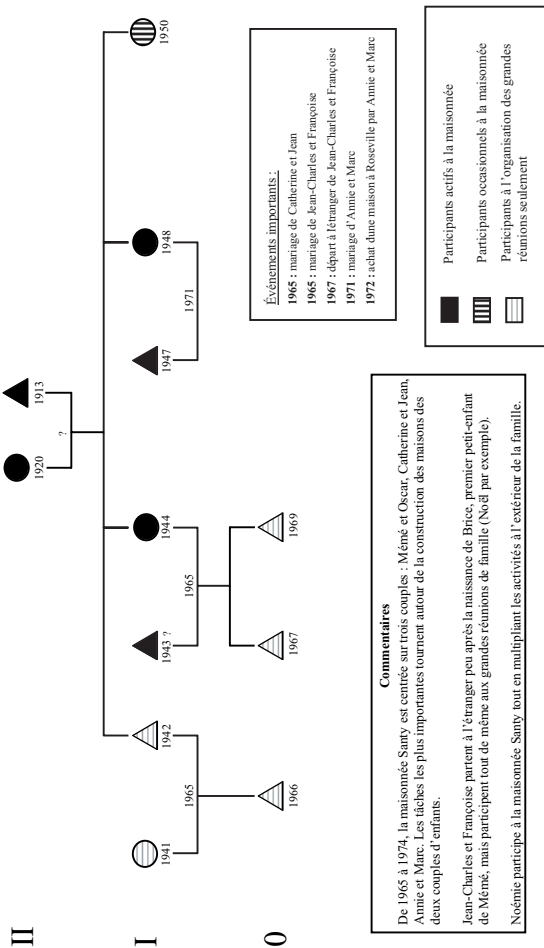 II
I
0
1920
1913
?
1941
1942
1943 ?
1944
1947
1948
1950
1965
1965
1971
1966
1967
1969
Événements importants :
1965 : mariage de Catherine et Jean
1965 : mariage de Jean-Charles et Françoise
1967 : départ à l'étranger de Jean-Charles et Françoise
1971 : mariage d'Annie et Marc
1972 : achat dune maison à Roseville par Annie et Marc
Commentaires
De 1965 à 1974, la maisonnée Santy est centrée sur trois couples : Mémé et Oscar, Catherine et Jean,
Annie et Marc. Les tâches les plus importantes tournent autour de la construction des maisons des
deux couples d'enfants.
Jean-Charles et Françoise partent à l'étranger peu après la naissance de Brice, premier petit-enfant
de Mémé, mais participent tout de même aux grandes réunions de famille (Noël par exemple).
Noémie participe à la maisonnée Santy tout en multipliant les activités à l'extérieur de la famille.
Participants actifs à la maisonnée
Participants occasionnels à la maisonnée
Participants à l'organisation des grandes
réunions seulement